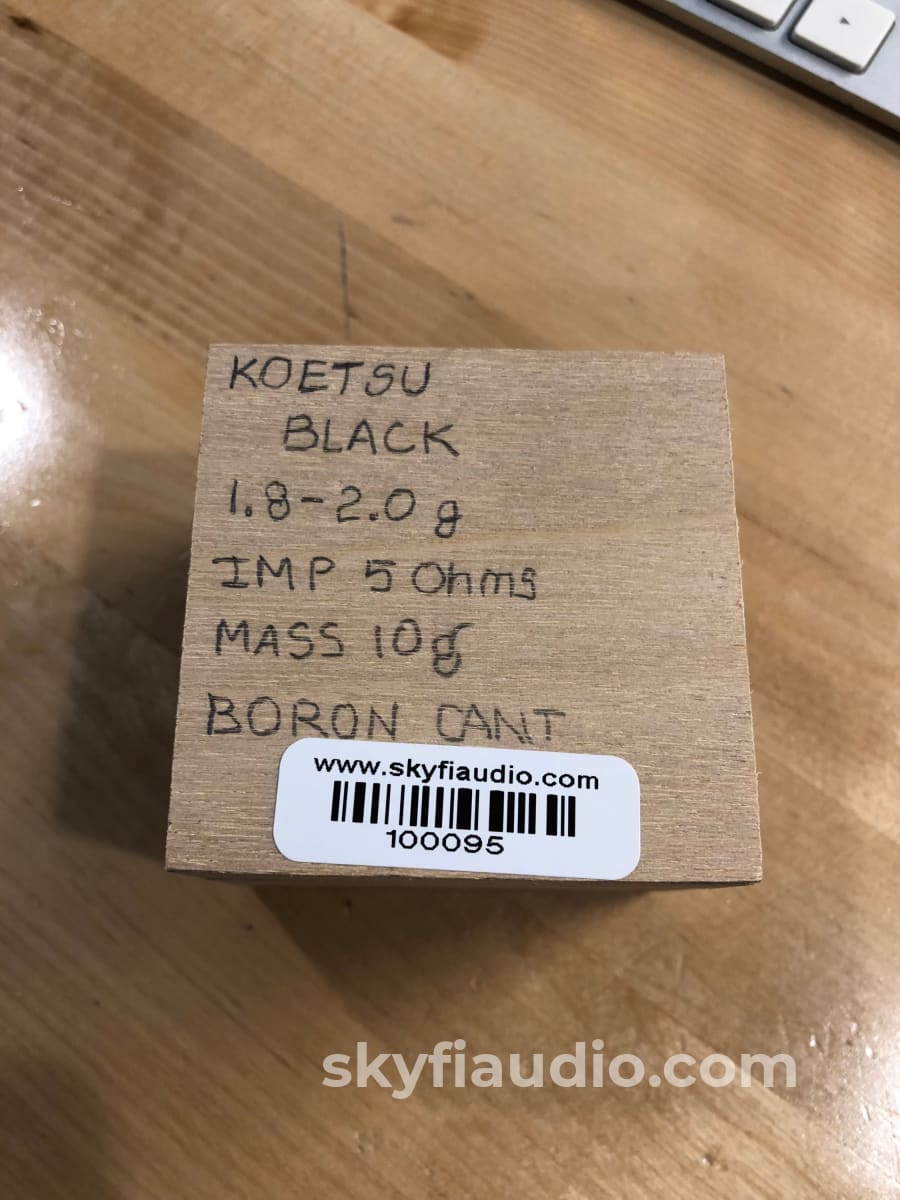 KOETSU
BLACK
1.8-2.0 g
IMP 5 Ohms
MASS 10g
BORON CANT
www.skyfiaudio.com
100095
skyfiaudio.com